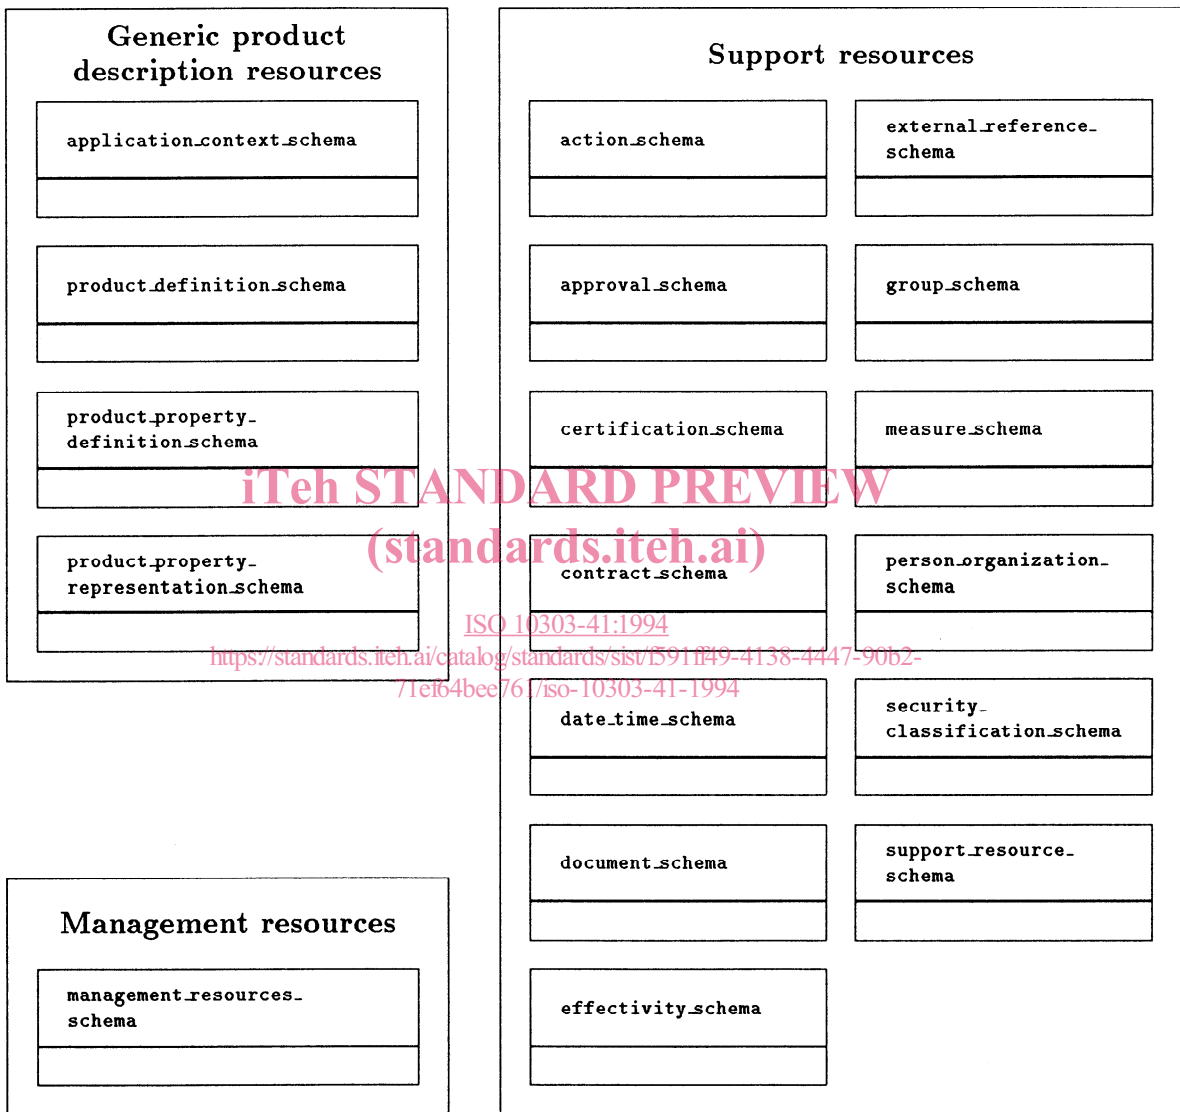 Generic product
description resources
application_context_schema
product_definition_schema
product_property_
definition_schema
product_property_
representation_schema
Management resources
management_resources_
schema
Support resources
action_schema
approval_schema
certification_schema
contract_schema
date_time_schema
document_schema
effectivity_schema
external_reference_
schema
group_schema
measure_schema
person_organization_
schema
security_
classification_schema
support_resource_
schema
iTeh STANDARD PREVIEW
(standards.iteh.ai)
ISO 10303-41:1994
https://standards.iteh.ai/catalog/standards/sist/f591ff49-4138-4447-90b2-
71ef64bee761/iso-10303-41-1994